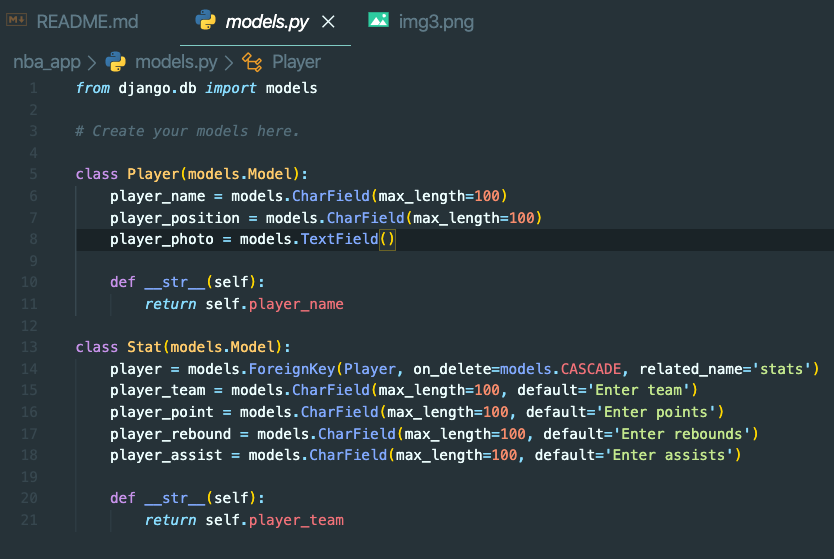 README.md models.py × img3.png
nba_app > models.py > Player
1 from django.db import models
2
3 # Create your models here.
4
5 class Player(models.Model):
6     player_name = models.CharField(max_length=100)
7     player_position = models.CharField(max_length=100)
8     player_photo = models.TextField()
9
10     def __str__(self):
11         return self.player_name
12
13 class Stat(models.Model):
14     player = models.ForeignKey(Player, on_delete=models.CASCADE, related_name='stats')
15     player_team = models.CharField(max_length=100, default='Enter team')
16     player_point = models.CharField(max_length=100, default='Enter points')
17     player_rebound = models.CharField(max_length=100, default='Enter rebounds')
18     player_assist = models.CharField(max_length=100, default='Enter assists')
19
20     def __str__(self):
21         return self.player_team